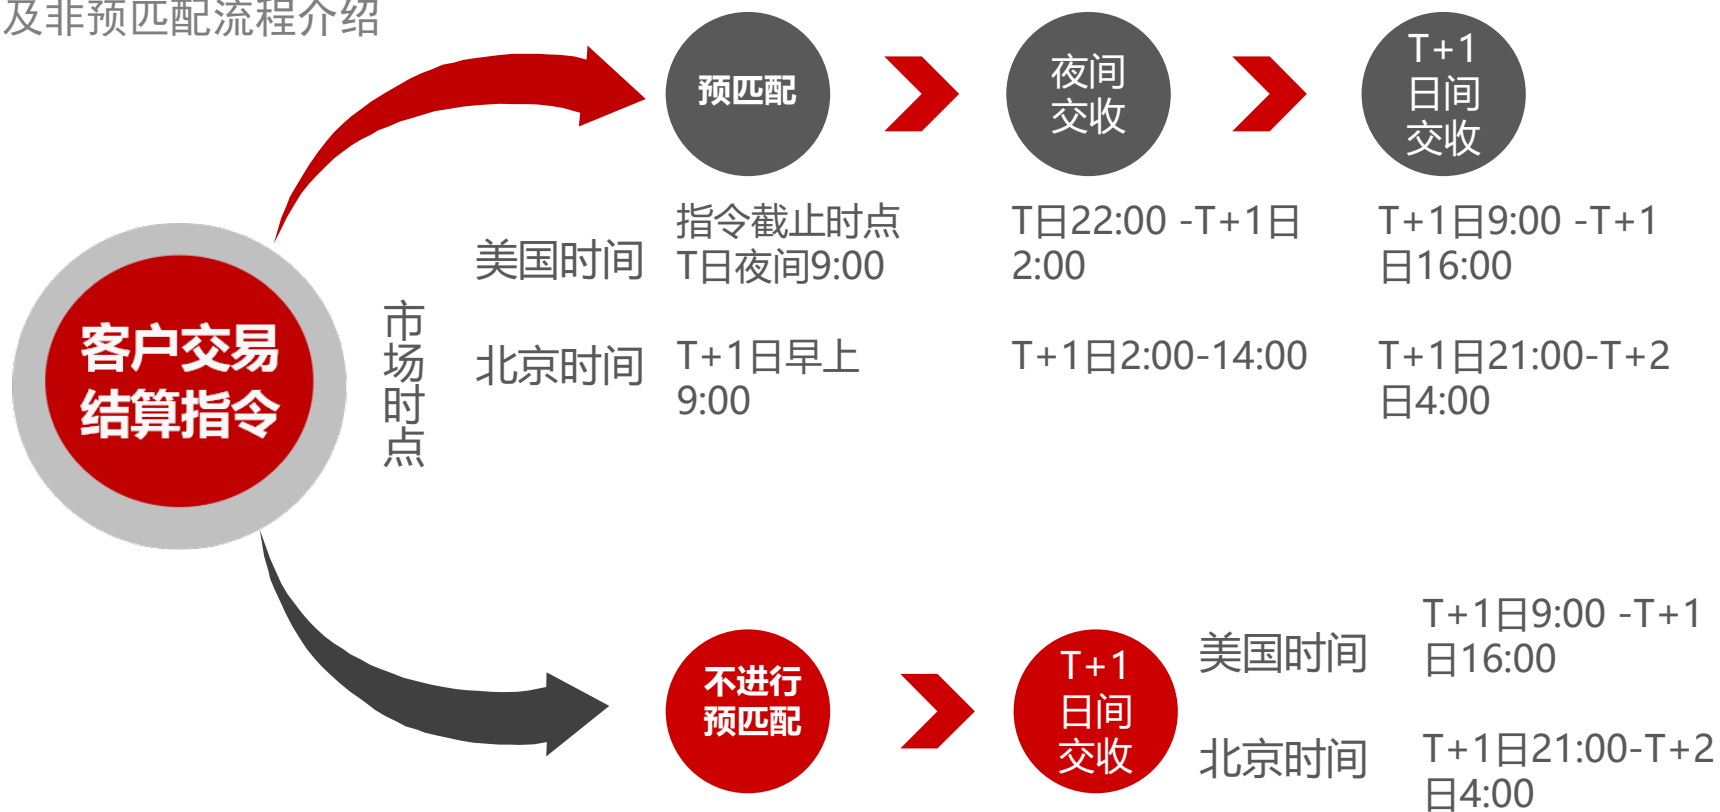 及非预匹配流程介绍
预匹配
夜间
交收
T+1
日间
交收
客户交易
结算指令
市场时点
美国时间
指令截止时点
T日夜间9:00
T日22:00 -T+1日
2:00
T+1日9:00 -T+1
日16:00
北京时间
T+1日早上
9:00
T+1日2:00-14:00
T+1日21:00-T+2
日4:00
不进行
预匹配
T+1
日间
交收
美国时间
T+1日9:00 -T+1
日16:00
北京时间
T+1日21:00-T+2
日4:00